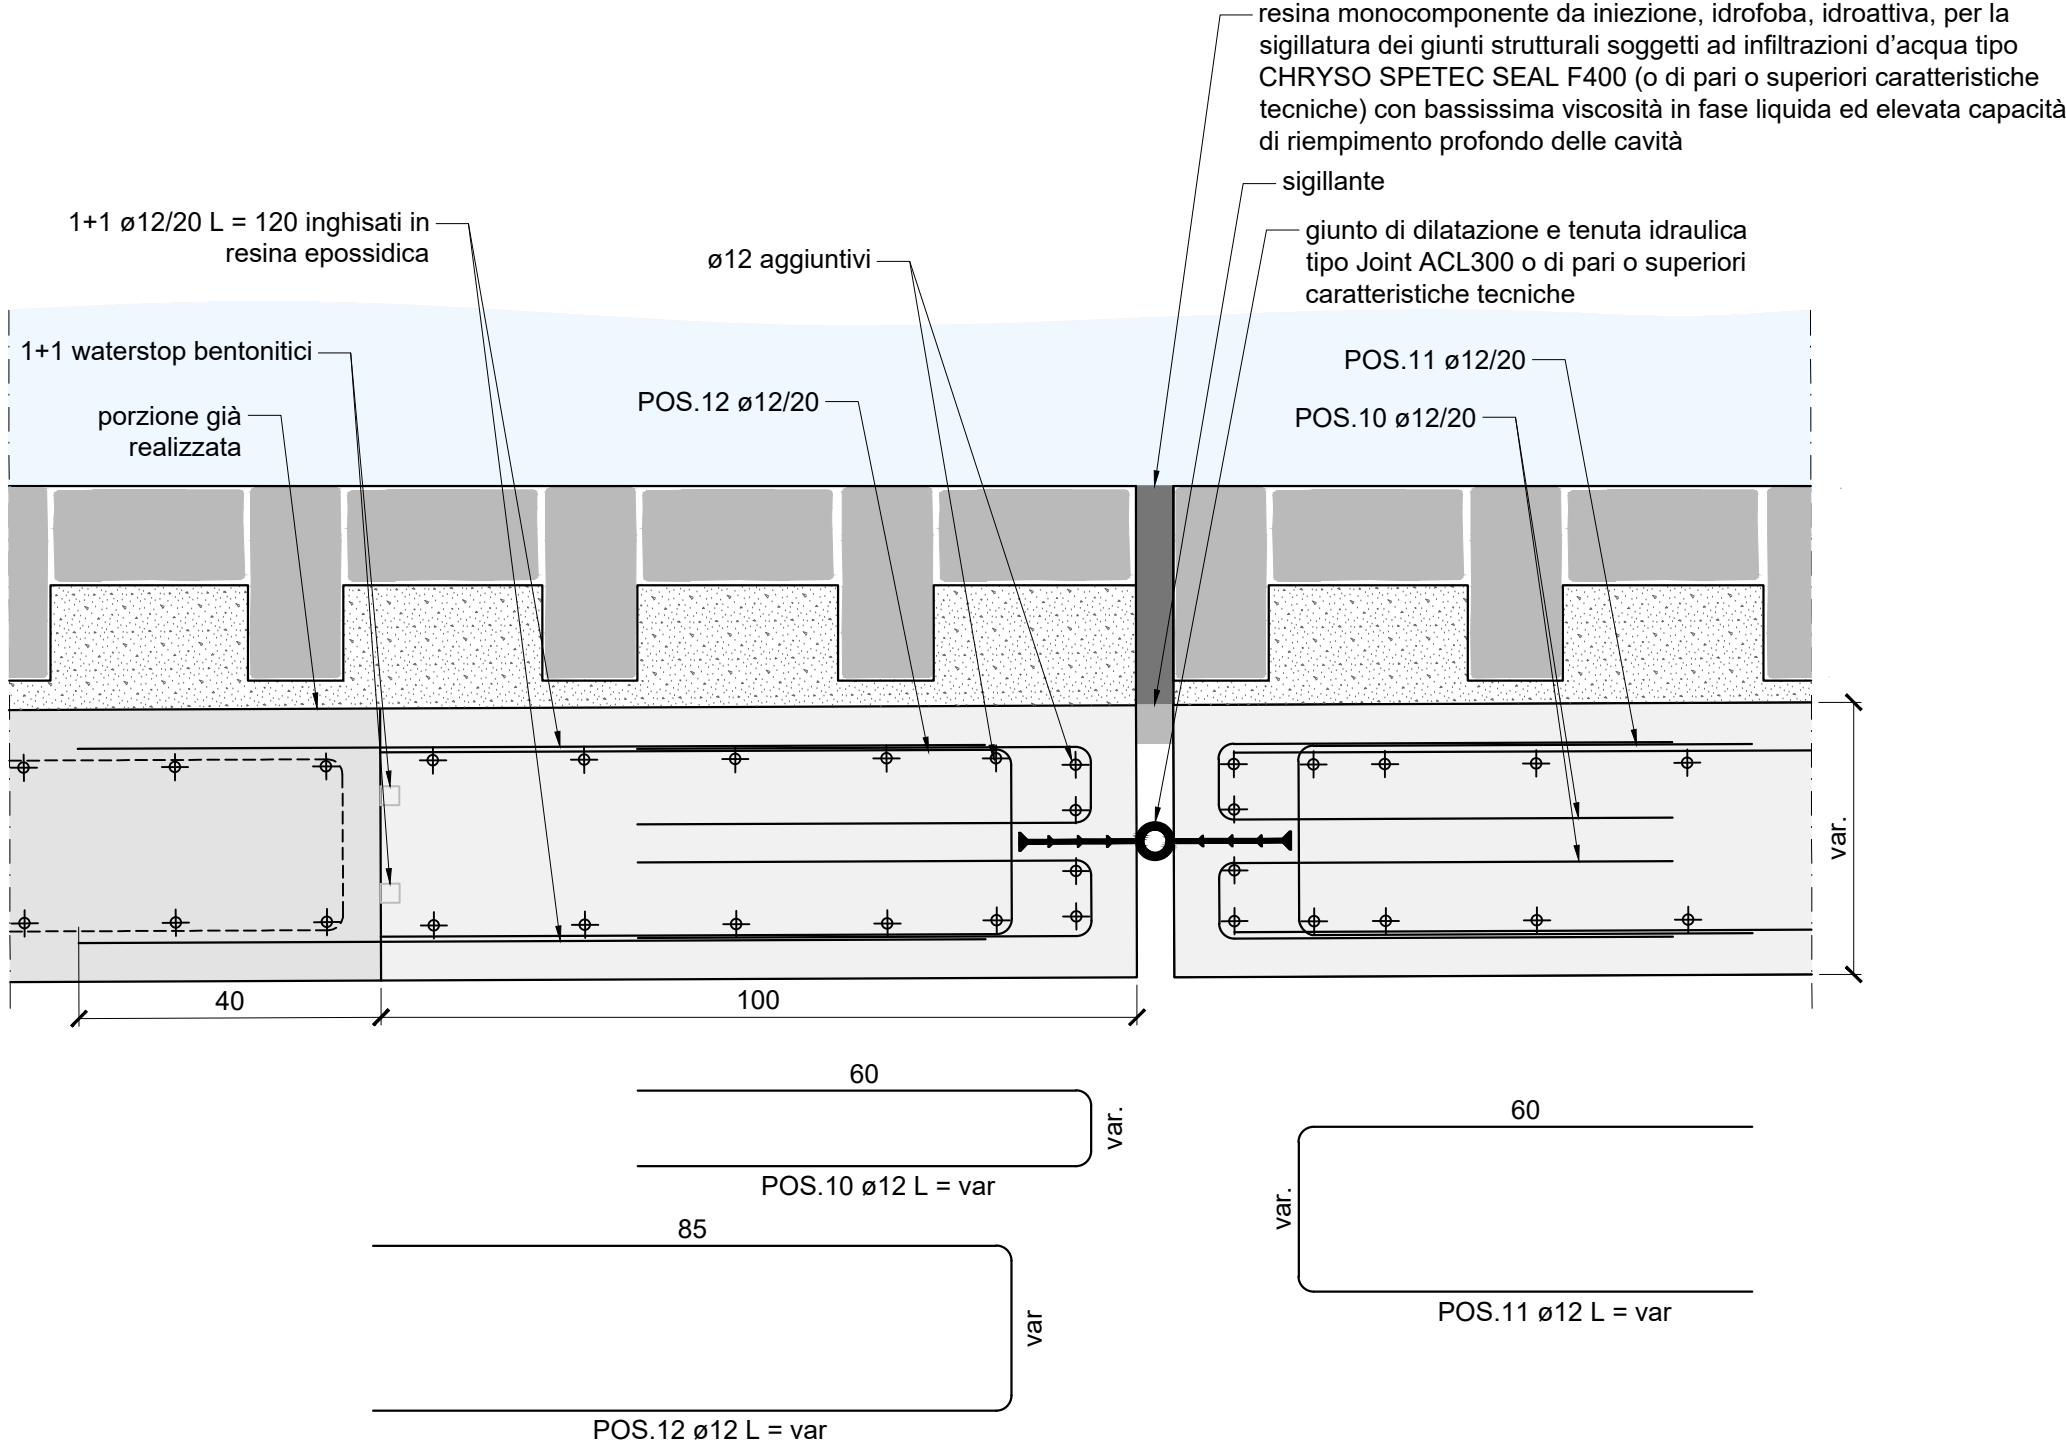 resina monocomponente da iniezione, idrofoba, idroattiva, per la
sigillatura dei giunti strutturali soggetti ad infiltrazioni d’acqua tipo
CHRYSO SPETEC SEAL F400 (o di pari o superiori caratteristiche
tecniche) con bassissima viscosità in fase liquida ed elevata capacità
di riempimento profondo delle cavità
sigillante
giunto di dilatazione e tenuta idraulica
tipo Joint ACL300 o di pari o superiori
caratteristiche tecniche
1+1 ø12/20 L = 120 inghisati in
resina epossidica
ø12 aggiuntivi
1+1 waterstop bentonitici
porzione già
realizzata
POS.12 ø12/20
POS.11 ø12/20
POS.10 ø12/20
var.
40
100
60
var.
POS.10 ø12 L = var
60
var.
POS.11 ø12 L = var
85
var
POS.12 ø12 L = var